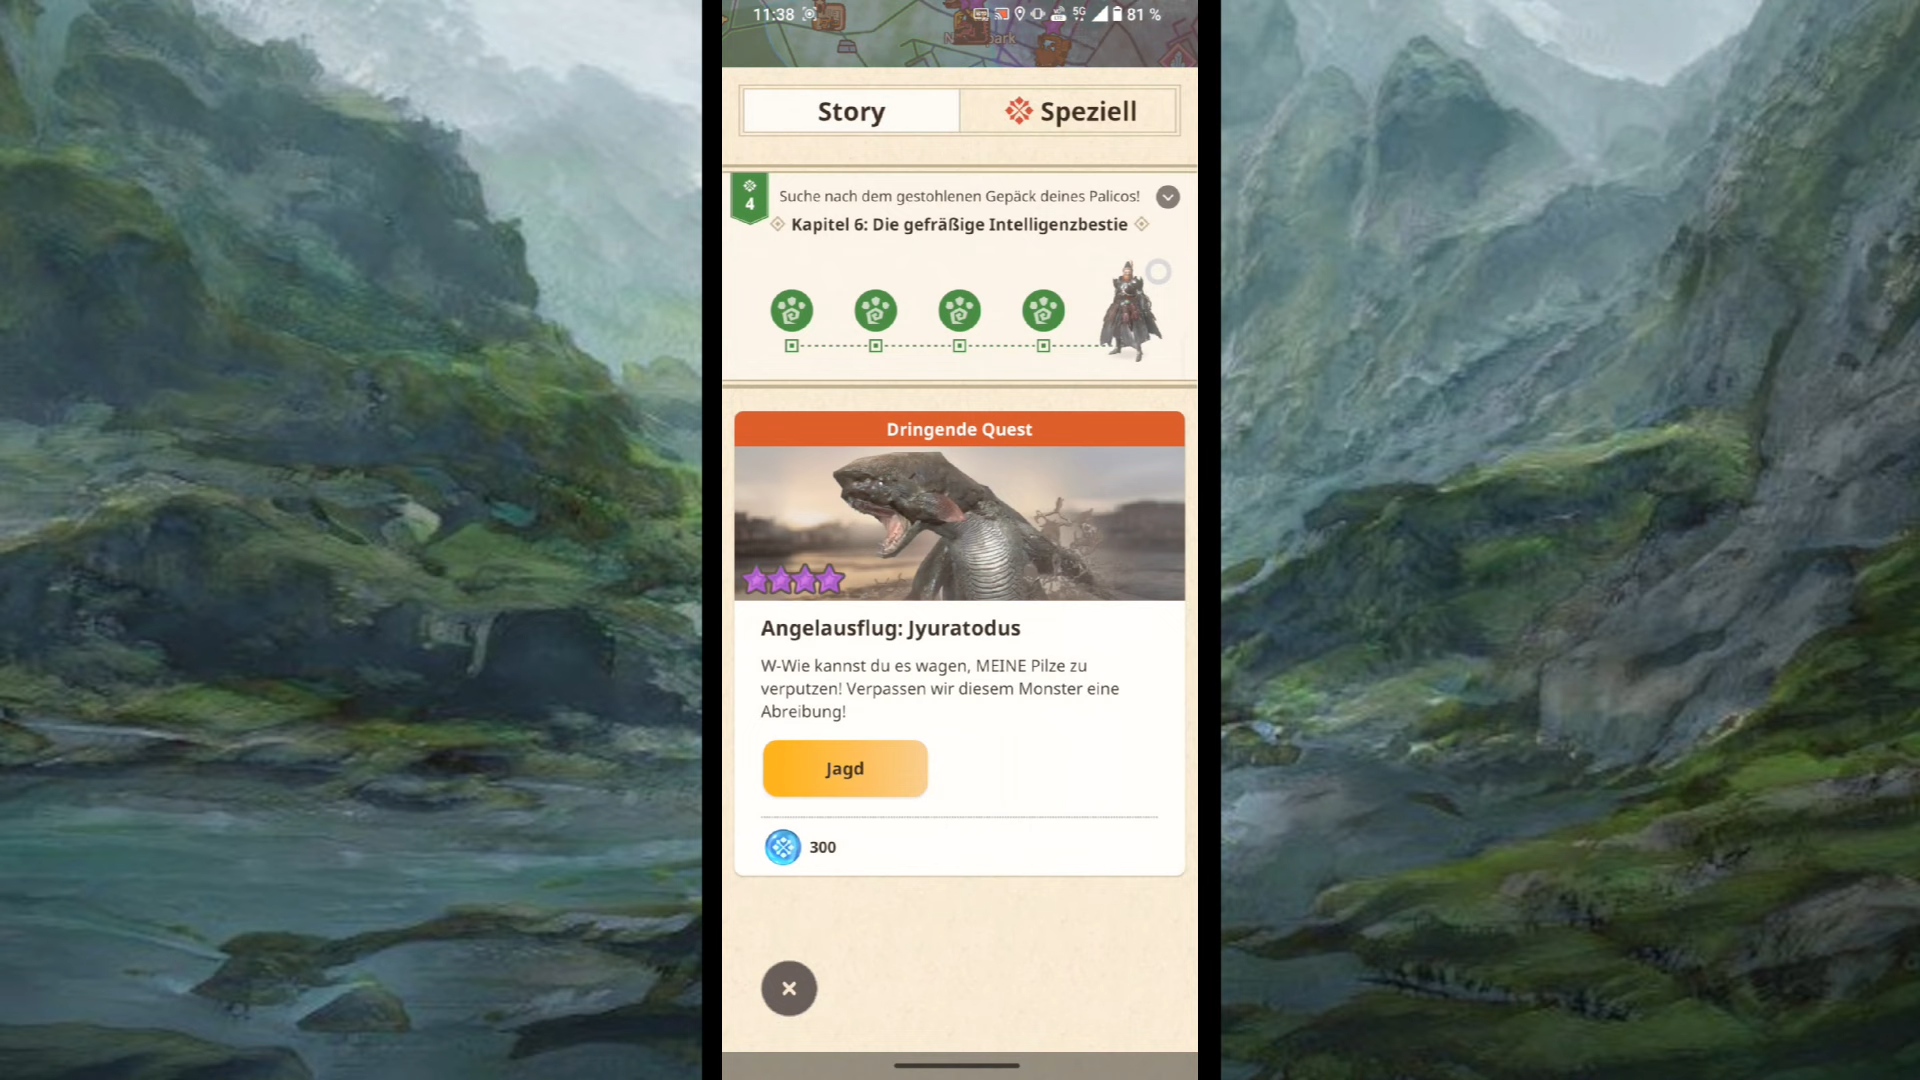 11:38
5G
81 %
Story
Speziell
4
Suche nach dem gestohlenen Gepäck deines Palicos!
Kapitel 6: Die gefräßige Intelligenzbestie
Dringende Quest
Angelausflug: Jyuratodus
W-Wie kannst du es wagen, MEINE Pilze zu
verputzen! Verpassen wir diesem Monster eine
Abreibung!
Jagd
300